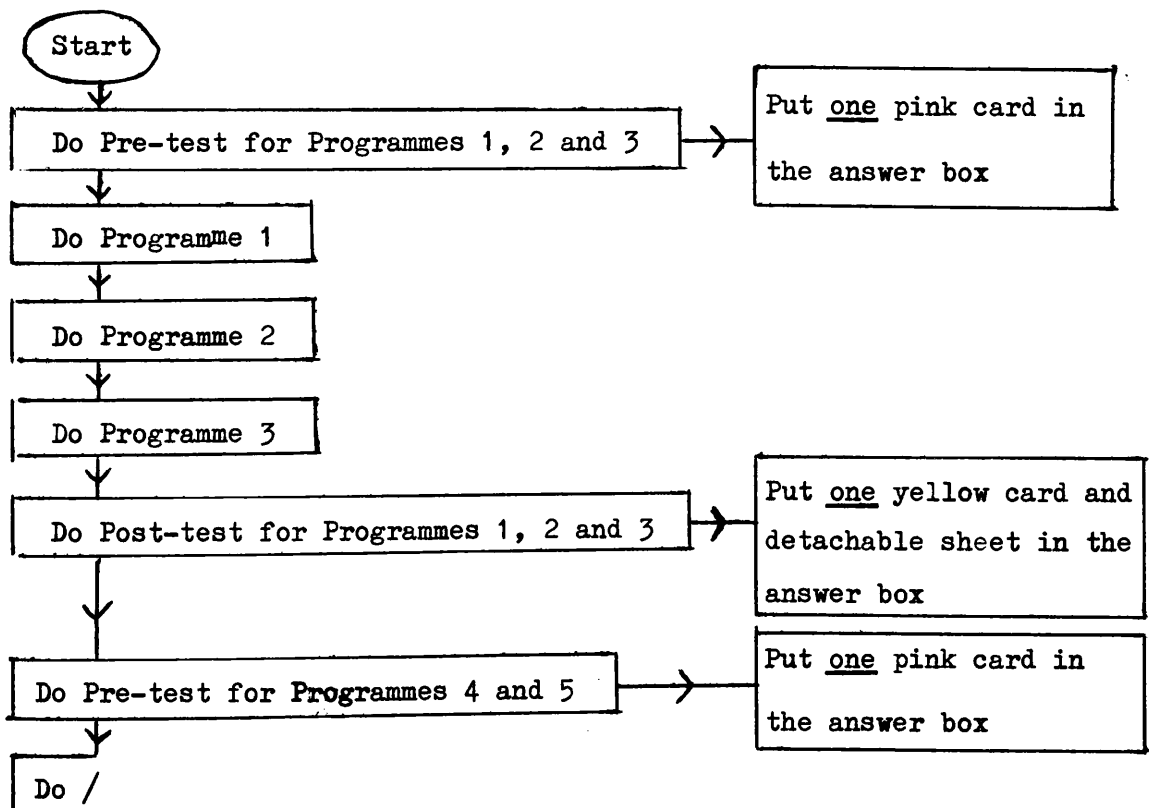 Start
Do Pre-test for Programmes 1, 2 and 3
Put one pink card in
the answer box
Do Programme 1
Do Programme 2
Do Programme 3
Do Post-test for Programmes 1, 2 and 3
Put one yellow card and
detachable sheet in the
answer box
Do Pre-test for Programmes 4 and 5
Put one pink card in
the answer box
Do /